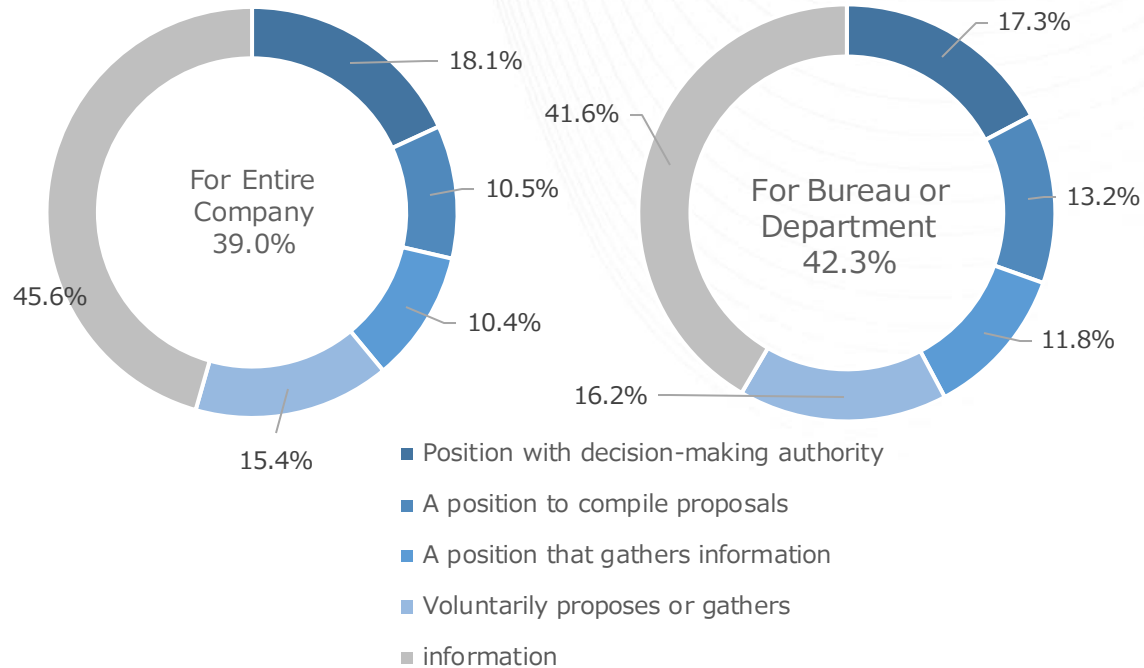 18.1%
10.5%
10.4%
15.4%
45.6%
For Entire
Company
39.0%
17.3%
13.2%
11.8%
16.2%
41.6%
For Bureau or
Department
42.3%
Position with decision-making authority
A position to compile proposals
A position that gathers information
Voluntarily proposes or gathers
information